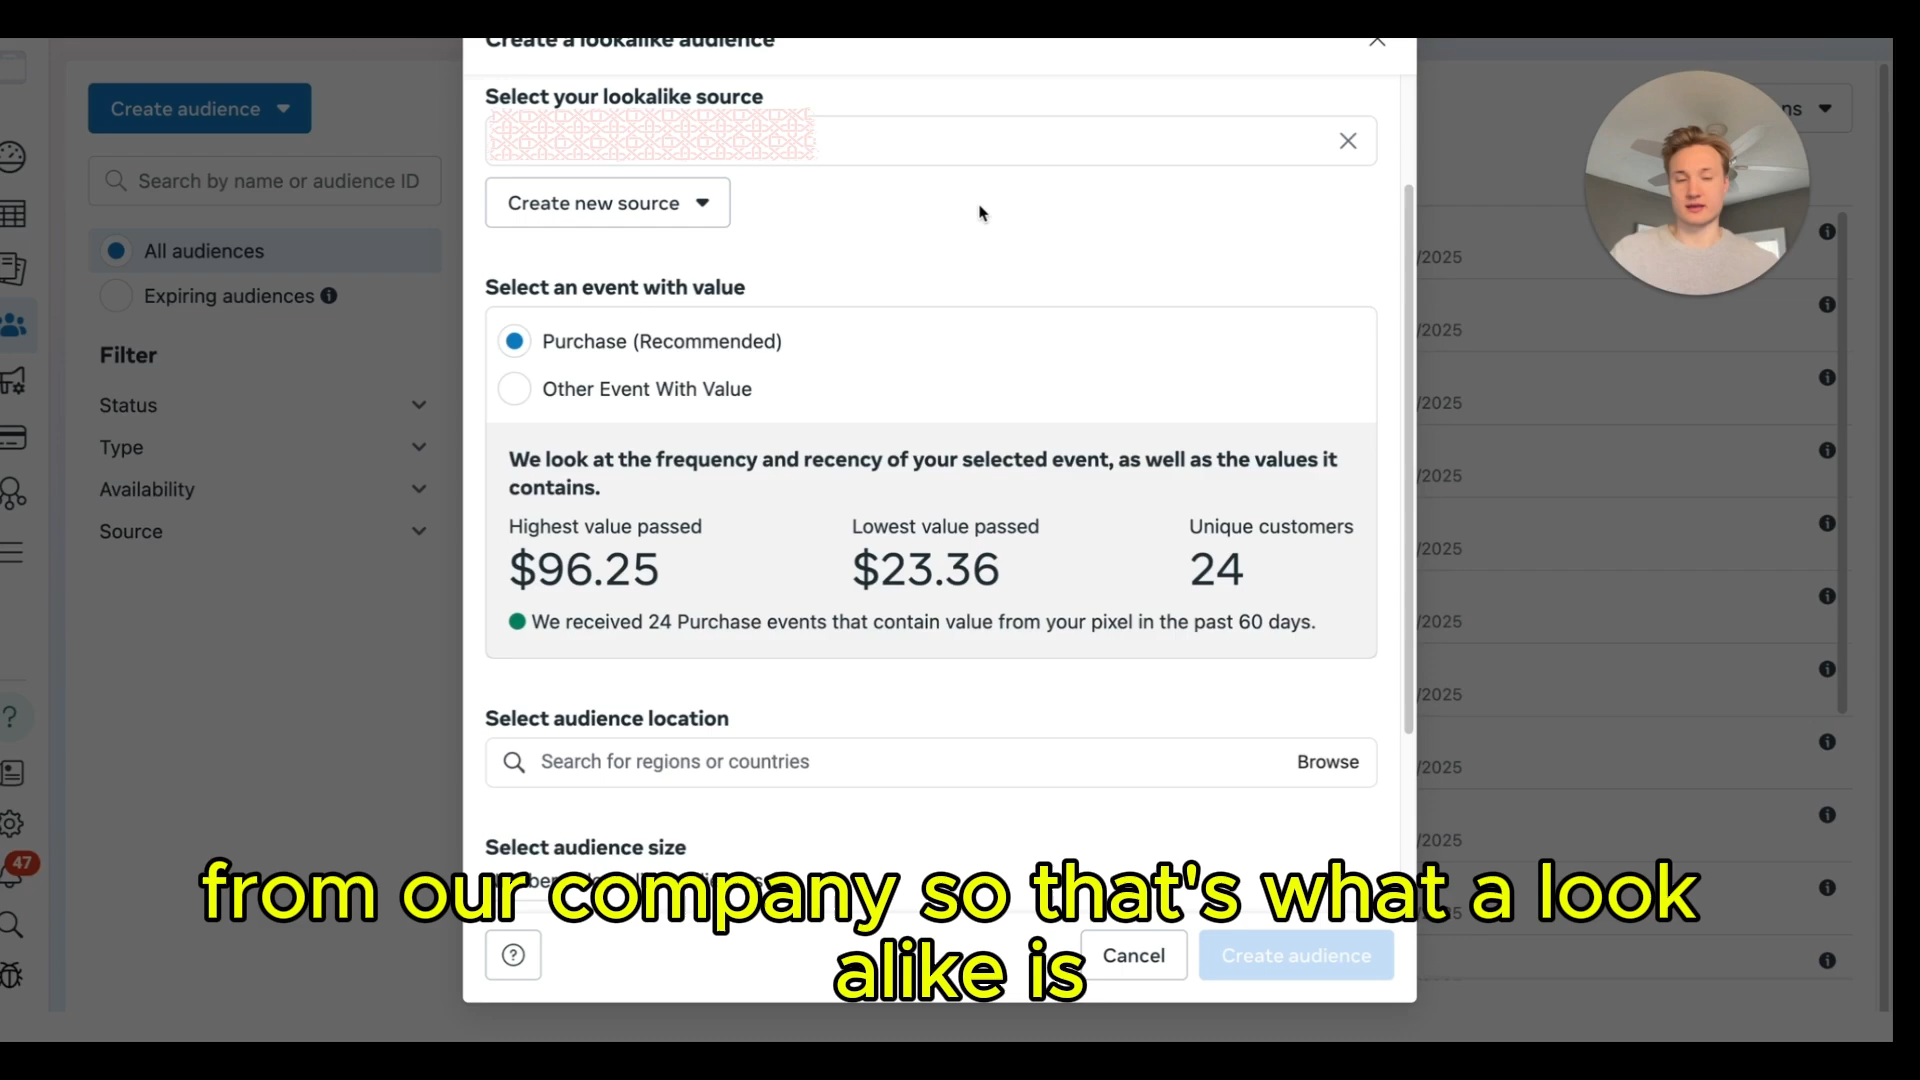 Create a lookalike audience
Create audience
Select your lookalike source
ns
Search by name or audience ID
Create new source
All audiences
/2025
Expiring audiences
Select an event with value
/2025
Filter
Purchase (Recommended)
Status
Other Event With Value
/2025
Type
We look at the frequency and recency of your selected event, as well as the values it
contains.
/2025
Availability
Source
Highest value passed
Lowest value passed
Unique customers
/2025
$96.25
$23.36
24
We received 24 Purchase events that contain value from your pixel in the past 60 days.
/2025
Select audience location
/2025
Search for regions or countries
Browse
/2025
Select audience size
/2025
47
from our company so that's what a look
alike is
Cancel
Create audience